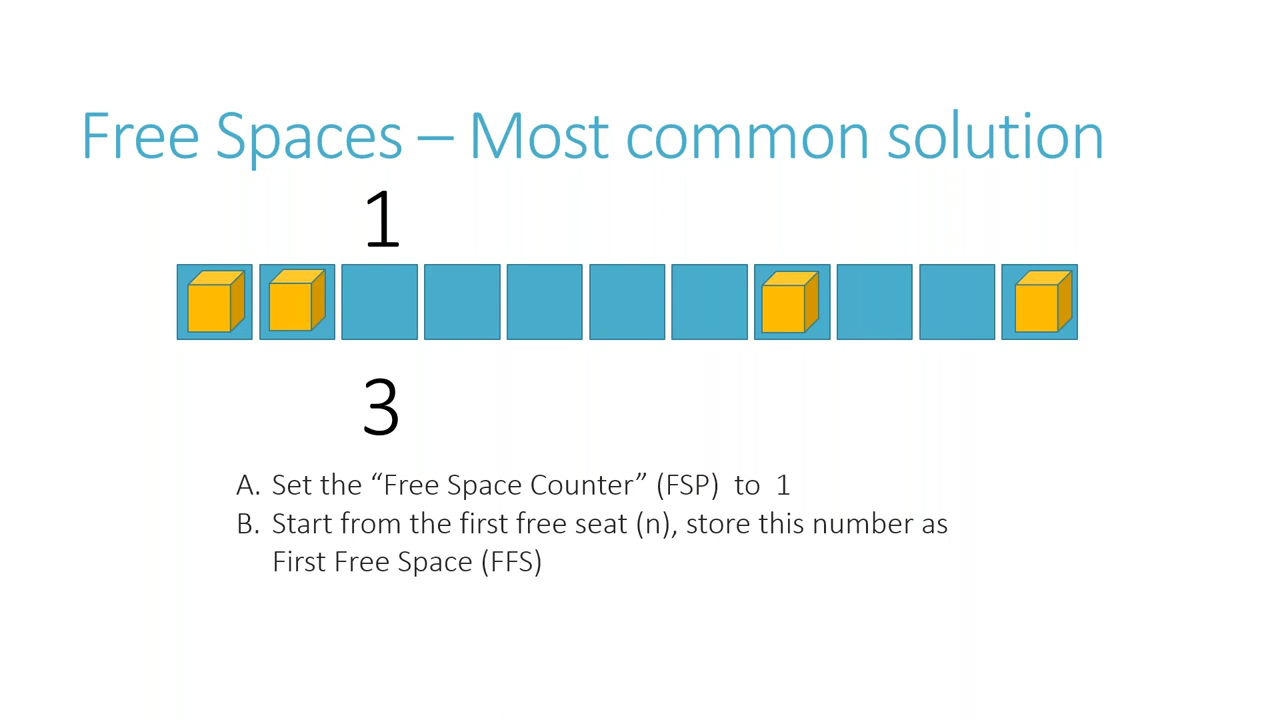 Free Spaces – Most common solution
1
3
A. Set the “Free Space Counter” (FSP) to 1
B. Start from the first free seat (n), store this number as
First Free Space (FFS)